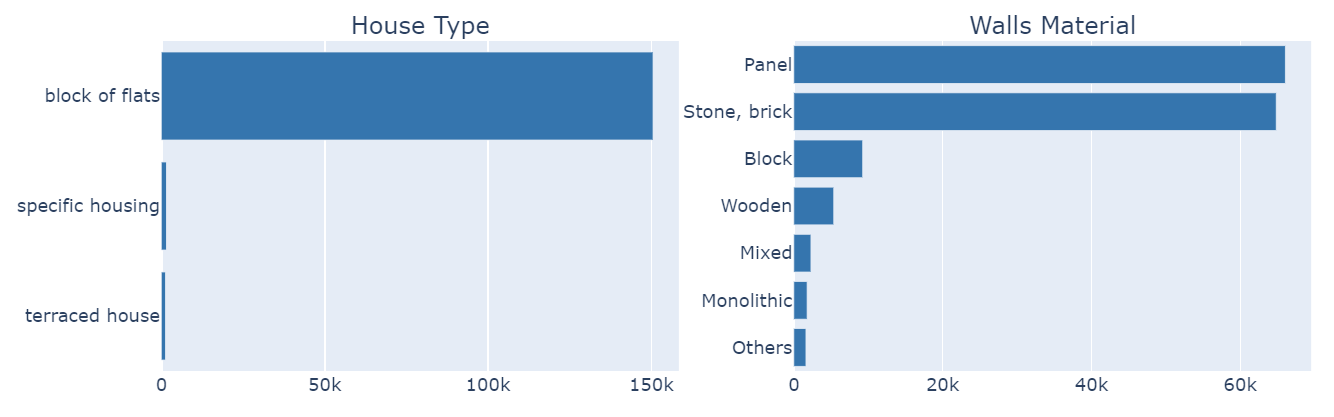 House Type
block of flats
specific housing
terraced house
0 50k 100k 150k
Walls Material
Panel
Stone, brick
Block
Wooden
Mixed
Monolithic
Others
0 20k 40k 60k